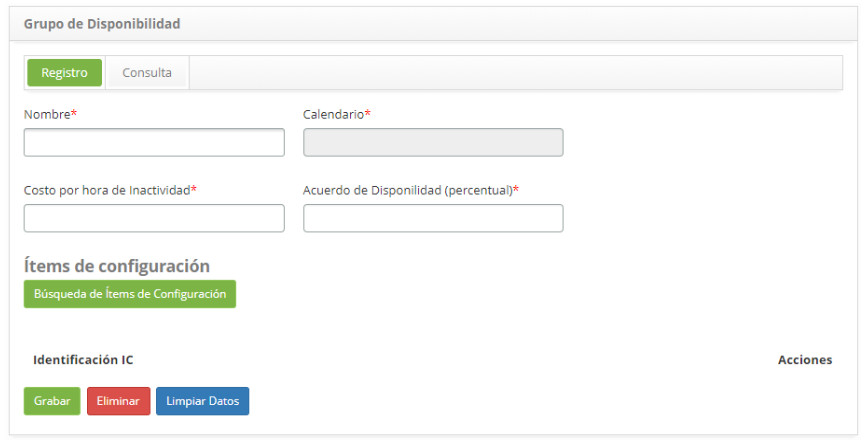 Grupo de Disponibilidad
Registro Consulta
Nombre* Calendario*
Costo por hora de Inactividad* Acuerdo de Disponilidad (percentual)*
Ítems de configuración
Búsqueda de Ítems de Configuración
Identificación IC Acciones
Grabar Eliminar Limpiar Datos